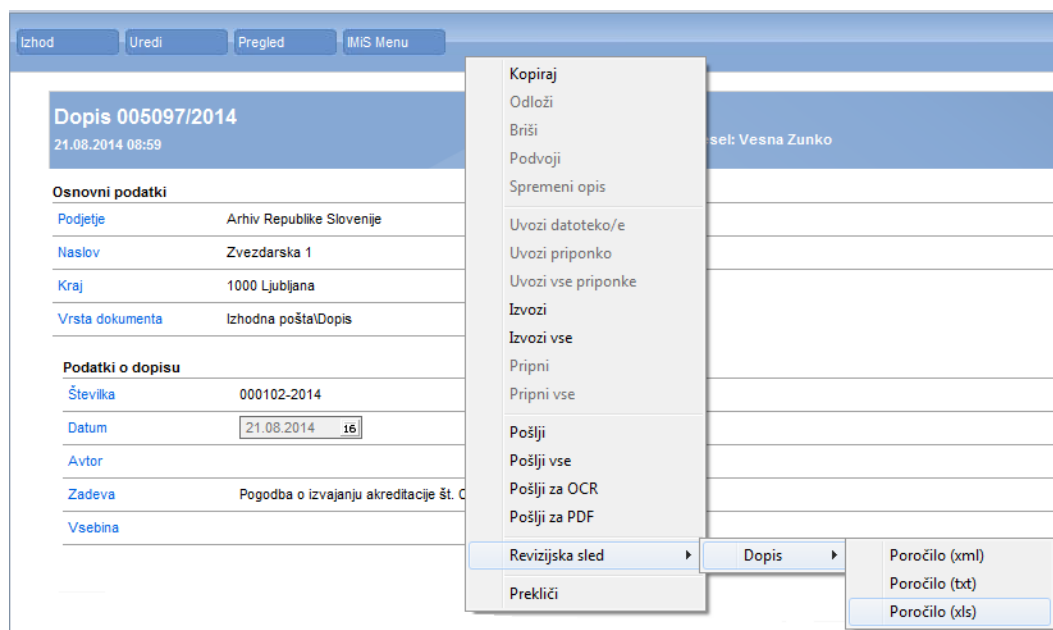 Izhod Uredi Pregled IMiS Menu
Dopis 005097/2014
21.08.2014 08:59
sel: Vesna Zunko
Osnovni podatki
Podjetje Arhiv Republike Slovenije
Naslov Zvezdarska 1
Kraj 1000 Ljubljana
Vrsta dokumenta Izhodna pošta\Dopis
Podatki o dopisu
Številka 000102-2014
Datum 21.08.2014 16
Avtor
Zadeva Pogodba o izvajanju akreditacije št.
Vsebina
Kopiraj
Odloži
Briši
Podvoji
Spremeni opis
Uvozi datoteko/e
Uvozi priponko
Uvozi vse priponke
Izvozi
Izvozi vse
Pripni
Pripni vse
Pošlji
Pošlji vse
Pošlji za OCR
Pošlji za PDF
Revizijska sled
Prekliči
Dopis
Poročilo (xml)
Poročilo (txt)
Poročilo (xls)